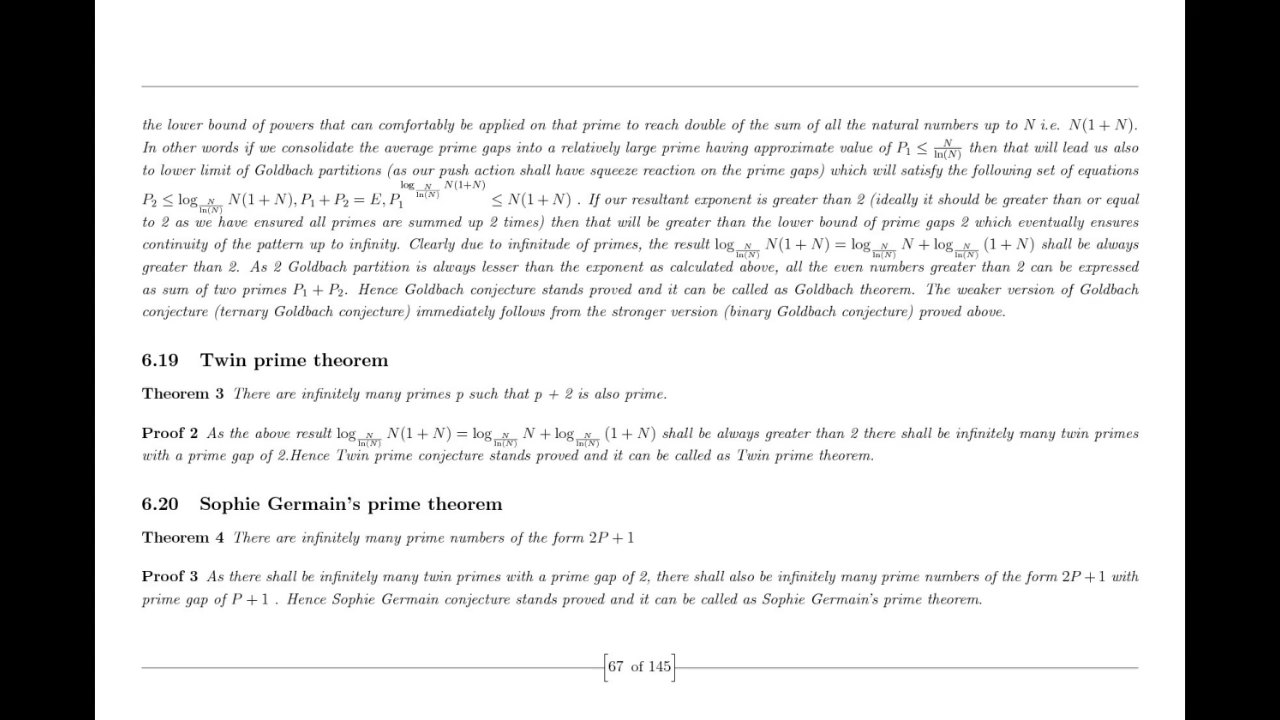 the lower bound of powers that can comfortably be applied on that prime to reach double of the sum of all the natural numbers up to N i.e. N(1 + N).
In other words if we consolidate the average prime gaps into a relatively large prime having approximate value of P₁ ≤ N/ln(N) then that will lead us also
to lower limit of Goldbach partitions (as our push action shall have squeeze reaction on the prime gaps) which will satisfy the following set of equations
P₂ ≤ log_{N/ln(N)} N(1 + N), P₁ + P₂ = E, P₁^{log_{N/ln(N)} N(1+N)} ≤ N(1 + N) . If our resultant exponent is greater than 2 (ideally it should be greater than or equal
to 2 as we have ensured all primes are summed up 2 times) then that will be greater than the lower bound of prime gaps 2 which eventually ensures
continuity of the pattern up to infinity. Clearly due to infinitude of primes, the result log_{N/ln(N)} N(1 + N) = log_{N/ln(N)} N + log_{N/ln(N)} (1 + N) shall be always
greater than 2. As 2 Goldbach partition is always lesser than the exponent as calculated above, all the even numbers greater than 2 can be expressed
as sum of two primes P₁ + P₂. Hence Goldbach conjecture stands proved and it can be called as Goldbach theorem. The weaker version of Goldbach
conjecture (ternary Goldbach conjecture) immediately follows from the stronger version (binary Goldbach conjecture) proved above.
6.19 Twin prime theorem
Theorem 3 There are infinitely many primes p such that p + 2 is also prime.
Proof 2 As the above result log_{N/ln(N)} N(1 + N) = log_{N/ln(N)} N + log_{N/ln(N)} (1 + N) shall be always greater than 2 there shall be infinitely many twin primes
with a prime gap of 2.Hence Twin prime conjecture stands proved and it can be called as Twin prime theorem.
6.20 Sophie Germain's prime theorem
Theorem 4 There are infinitely many prime numbers of the form 2P + 1
Proof 3 As there shall be infinitely many twin primes with a prime gap of 2, there shall also be infinitely many prime numbers of the form 2P + 1 with
prime gap of P + 1 . Hence Sophie Germain conjecture stands proved and it can be called as Sophie Germain's prime theorem.
[67 of 145]